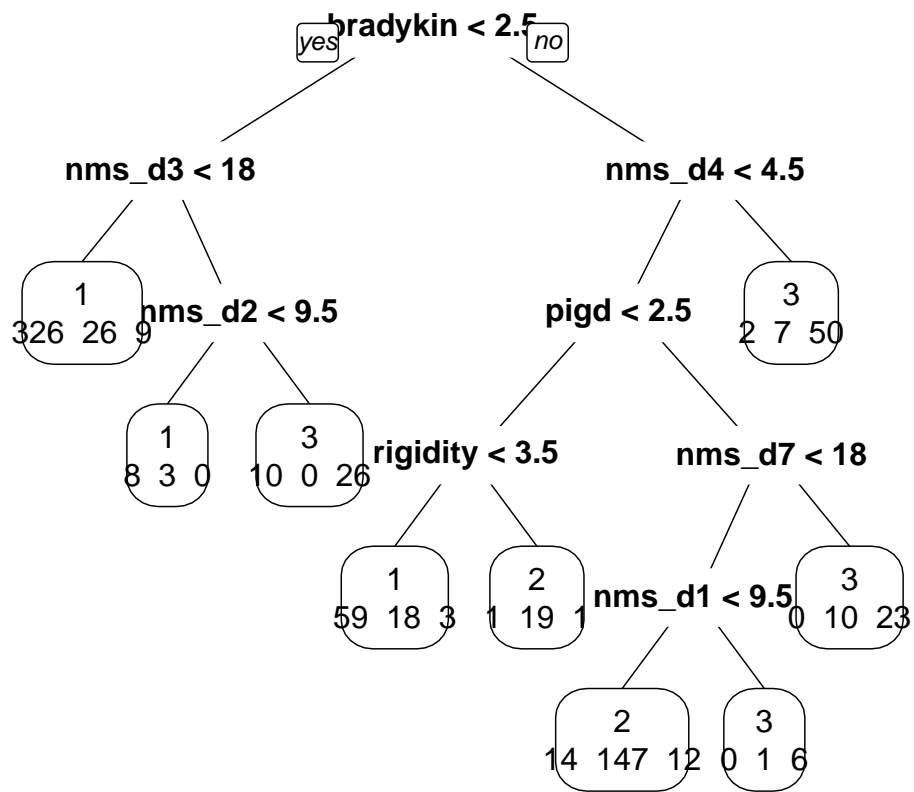 bradykin < 2.5
yes no
nms_d3 < 18 nms_d4 < 4.5
1
326 26 9
nms_d2 < 9.5 pigd < 2.5
3
2 7 50
1
8 3 0
3
10 0 26
rigidity < 3.5 nms_d7 < 18
1
59 18 3
2
1 19 1
nms_d1 < 9.5
3
0 10 23
2
14 147 12
3
0 1 6